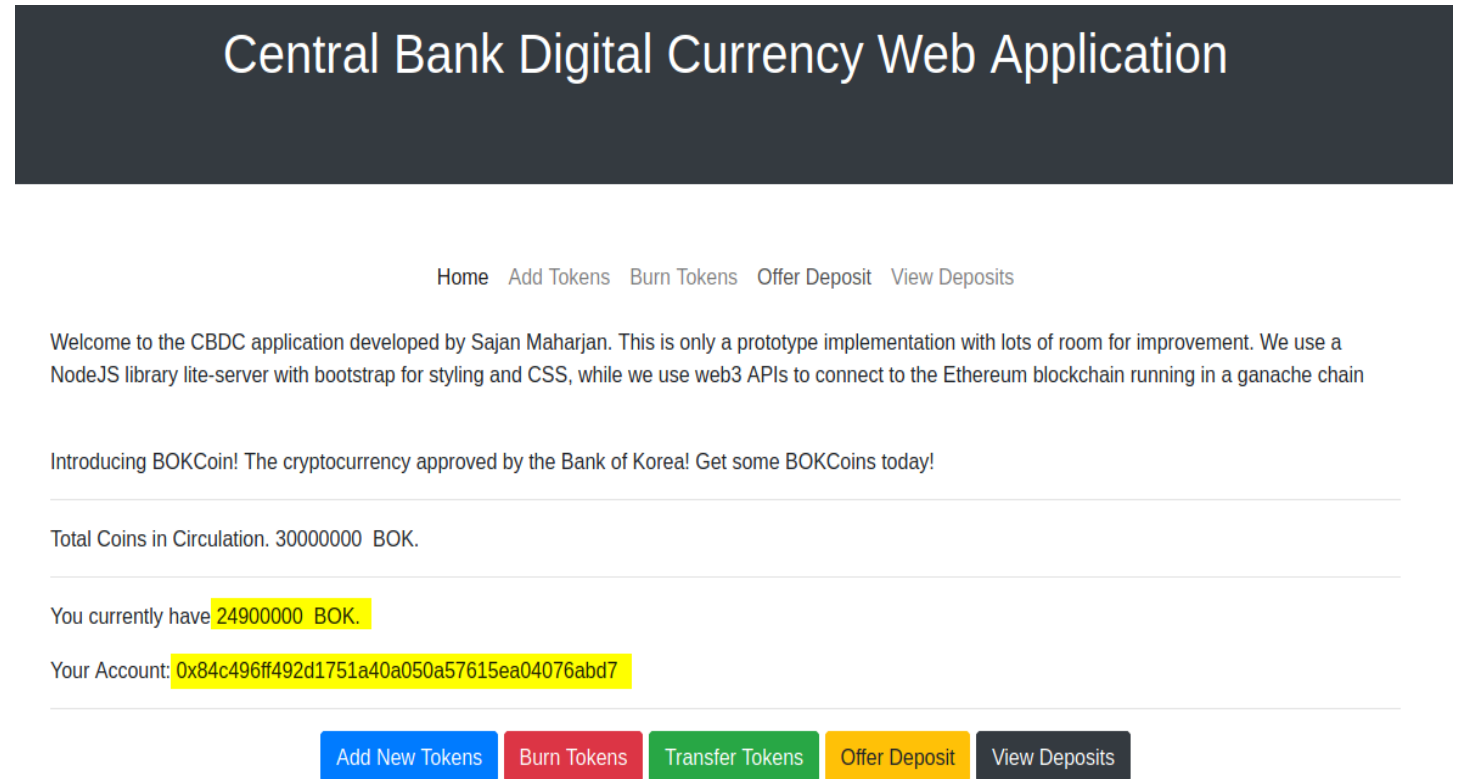 Central Bank Digital Currency Web Application
Home Add Tokens Burn Tokens Offer Deposit View Deposits
Welcome to the CBDC application developed by Sajan Maharjan. This is only a prototype implementation with lots of room for improvement. We use a
NodeJS library lite-server with bootstrap for styling and CSS, while we use web3 APIs to connect to the Ethereum blockchain running in a ganache chain
Introducing BOKCoin! The cryptocurrency approved by the Bank of Korea! Get some BOKCoins today!
Total Coins in Circulation. 30000000 BOK.
You currently have 24900000 BOK.
Your Account: 0x84c496ff492d1751a40a050a57615ea04076abd7
Add New Tokens Burn Tokens Transfer Tokens Offer Deposit View Deposits